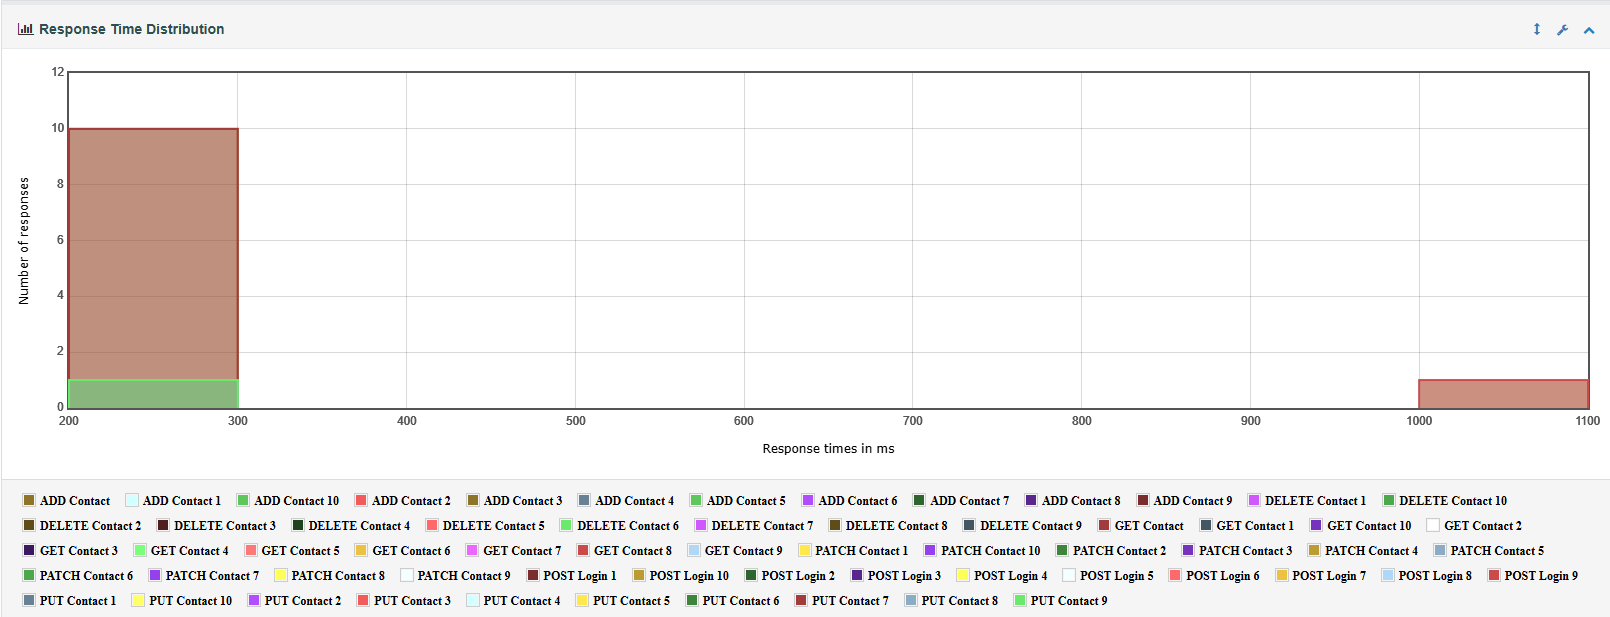 Response Time Distribution
12
10
8
6
4
2
0
Number of responses
200 300 400 500 600 700 800 900 1000 1100
Response times in ms
ADD Contact ADD Contact 1 ADD Contact 10 ADD Contact 2 ADD Contact 3 ADD Contact 4 ADD Contact 5 ADD Contact 6 ADD Contact 7 ADD Contact 8 ADD Contact 9 DELETE Contact 1 DELETE Contact 10
DELETE Contact 2 DELETE Contact 3 DELETE Contact 4 DELETE Contact 5 DELETE Contact 6 DELETE Contact 7 DELETE Contact 8 DELETE Contact 9 GET Contact GET Contact 1 GET Contact 10 GET Contact 2
GET Contact 3 GET Contact 4 GET Contact 5 GET Contact 6 GET Contact 7 GET Contact 8 GET Contact 9 PATCH Contact 1 PATCH Contact 10 PATCH Contact 2 PATCH Contact 3 PATCH Contact 4 PATCH Contact 5
PATCH Contact 6 PATCH Contact 7 PATCH Contact 8 PATCH Contact 9 POST Login 1 POST Login 10 POST Login 2 POST Login 3 POST Login 4 POST Login 5 POST Login 6 POST Login 7 POST Login 8 POST Login 9
PUT Contact 1 PUT Contact 10 PUT Contact 2 PUT Contact 3 PUT Contact 4 PUT Contact 5 PUT Contact 6 PUT Contact 7 PUT Contact 8 PUT Contact 9